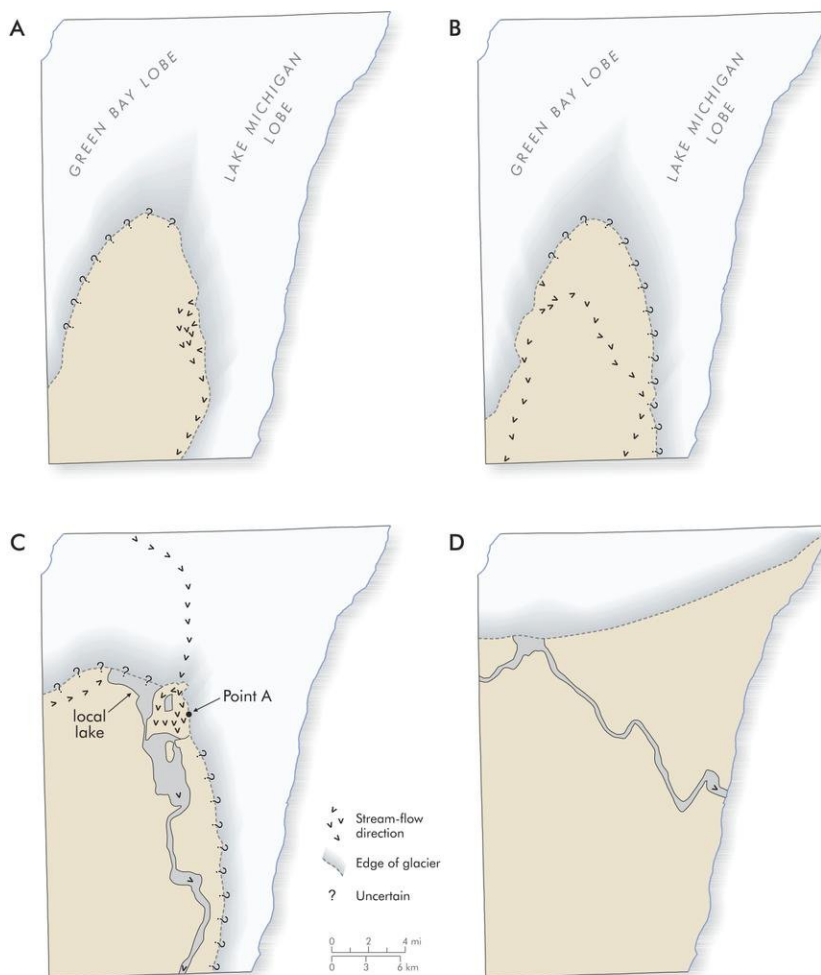 A
GREEN BAY LOBE
LAKE MICHIGAN
LOBE
? ? ? ? ? ? ? ?
B
GREEN BAY LOBE
LAKE MICHIGAN
LOBE
? ? ? ? ? ? ? ? ? ? ? ? ?
C
? ? ? ? ?
local
lake
Point A
? ? ? ? ? ? ? ? ?
Stream-flow
direction
Edge of glacier
? Uncertain
0 2 4 mi
0 3 6 km
D